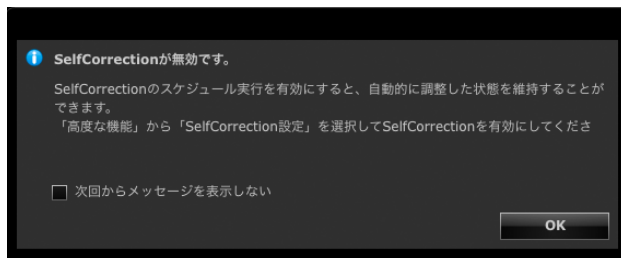 SelfCorrectionが無効です。
SelfCorrectionのスケジュール実行を有効にすると、自動的に調整した状態を維持することが
できます。
「高度な機能」から「SelfCorrection設定」を選択してSelfCorrectionを有効にしてくださ
次回からメッセージを表示しない
OK